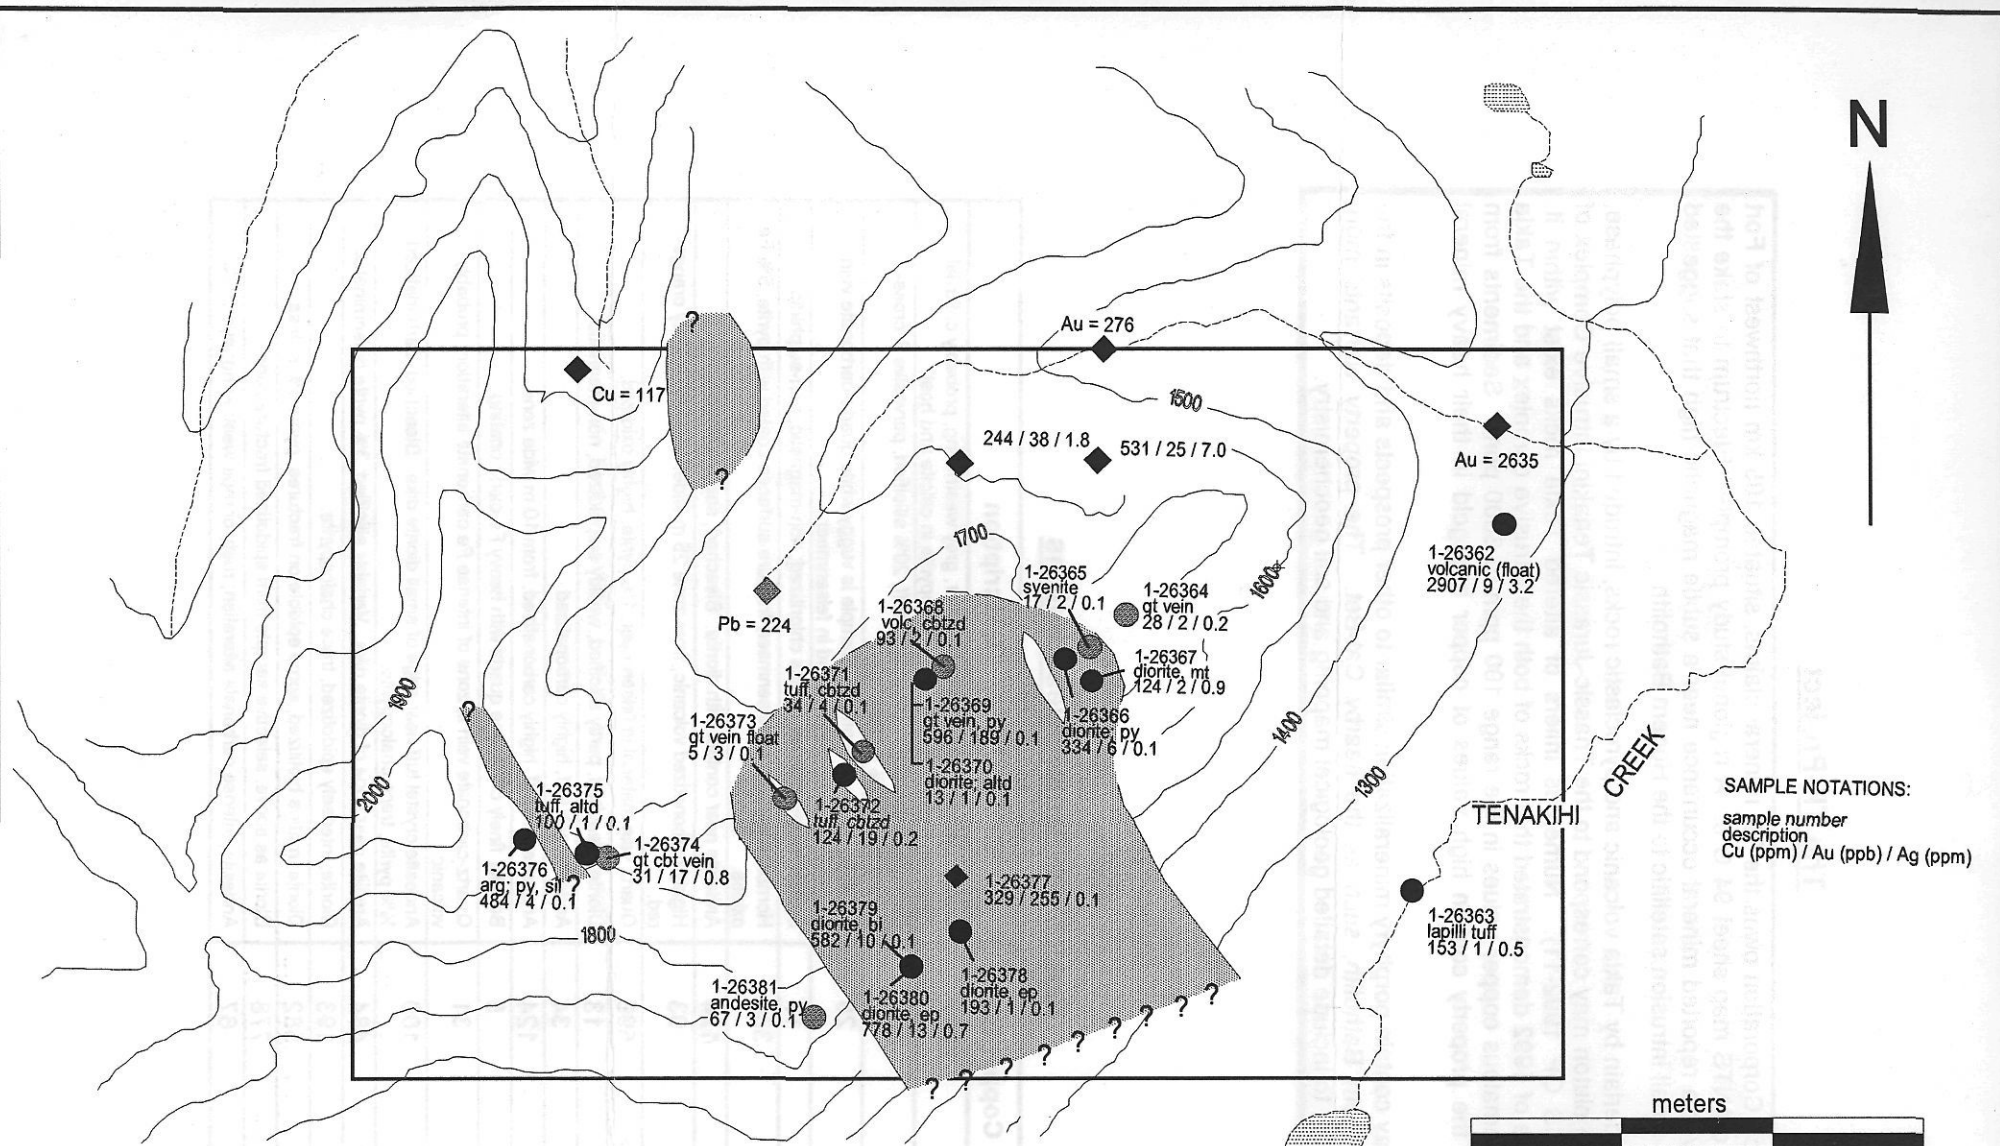 N
Au = 276
Cu = 117
1500
244 / 38 / 1.8
531 / 25 / 7.0
Au = 2635
1-26362
volcanic (float)
2907 / 9 / 3.2
1700
1600
1-26365
syenite
17 / 2 / 0.1
1-26364
gt vein
28 / 2 / 0.2
Pb = 224
1-26368
volc, cbtzd
93 / 2 / 0.1
1-26367
diorite, mt
124 / 2 / 0.9
1-26371
tuff, cbtzd
34 / 4 / 0.1
1-26369
gt vein, py
596 / 189 / 0.1
1-26366
diorite; py
334 / 6 / 0.1
1-26373
gt vein float
5 / 3 / 0.1
1-26370
diorite; altd
13 / 1 / 0.1
1900
1400
1300
2000
1-26372
tuff, cbtzd
124 / 19 / 0.2
1-26375
tuff, altd
100 / 1 / 0.1
1-26374
gt cbt vein
31 / 17 / 0.8
1-26376
arg; py, sil
484 / 4 / 0.1
TENAKIHI
CREEK
SAMPLE NOTATIONS:
sample number
description
Cu (ppm) / Au (ppb) / Ag (ppm)
1-26377
329 / 255 / 0.1
1-26379
diorite, bi
582 / 10 / 0.1
1800
1-26363
lapilli tuff
153 / 1 / 0.5
1-26378
diorite, ep
193 / 1 / 0.1
1-26381
andesite, py
67 / 3 / 0.1
1-26380
diorite, ep
778 / 13 / 0.7
? ? ? ?
? ? ? ? ? ? ? ? ?
meters